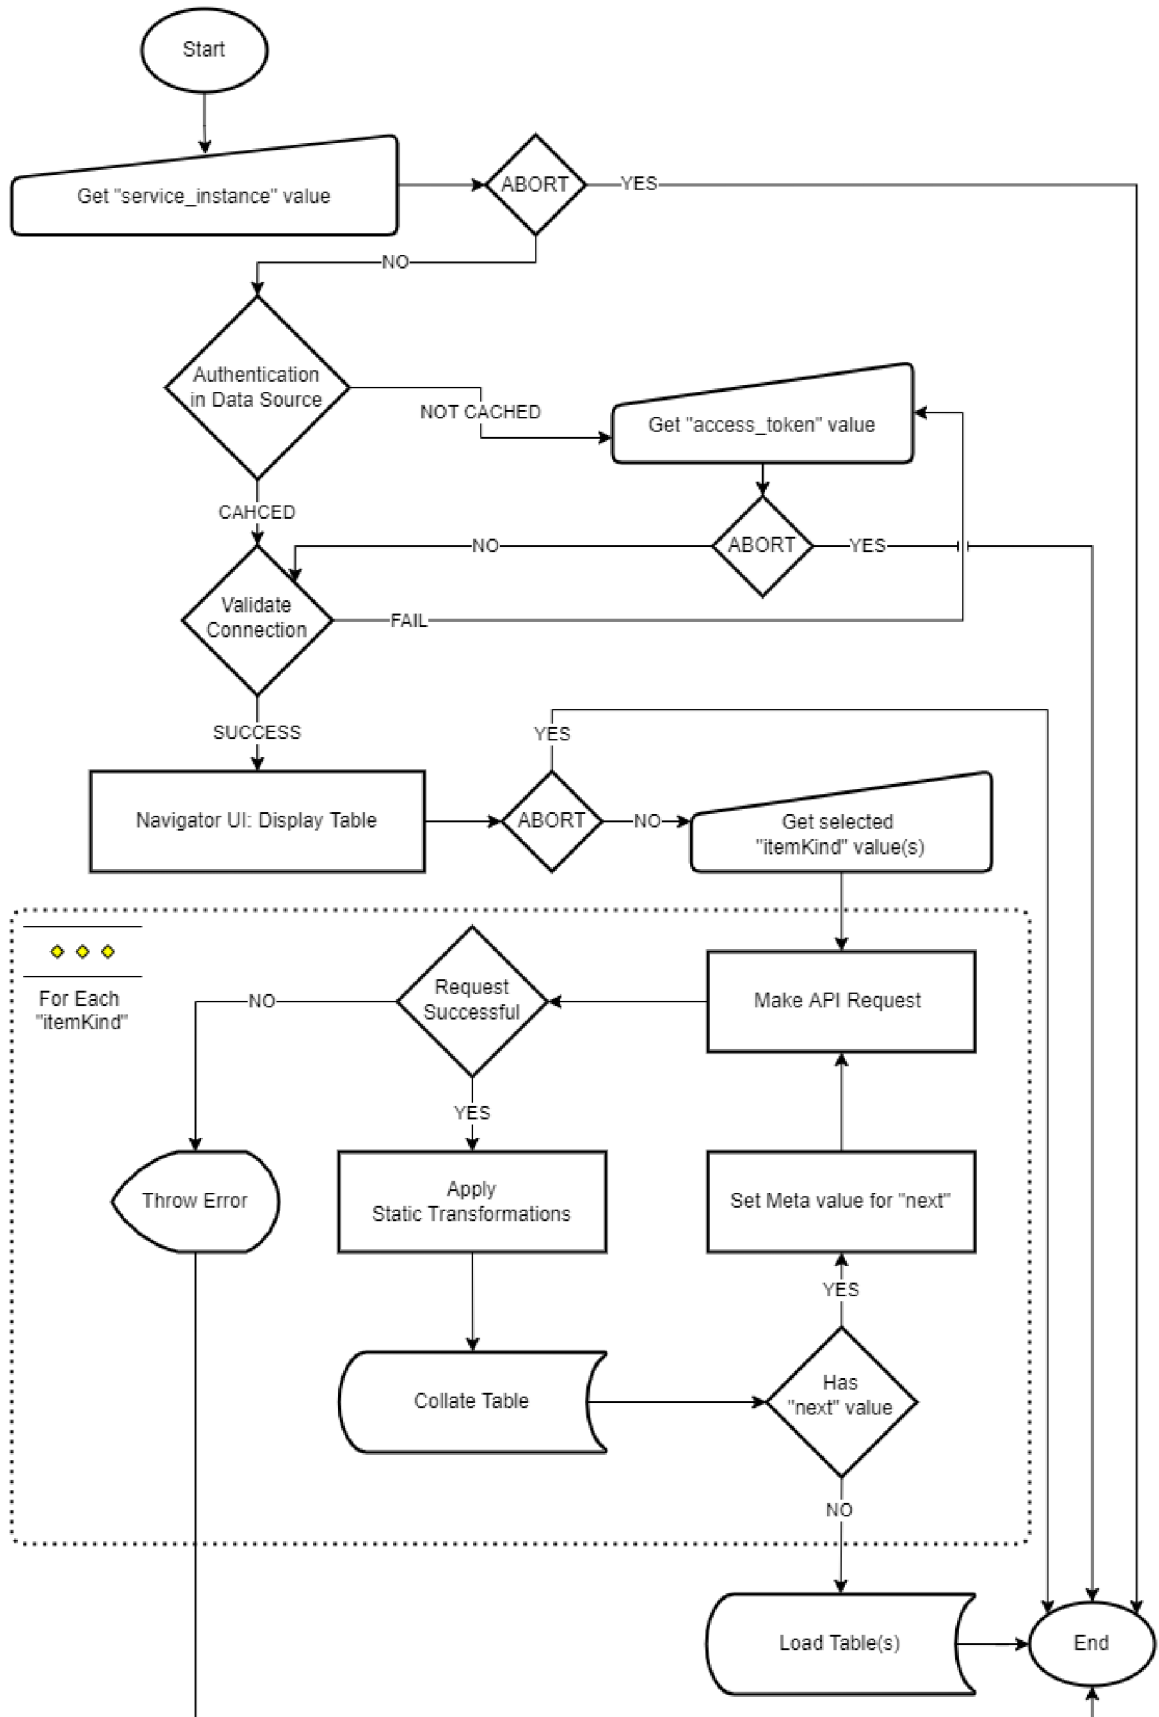 Start
Get "service_instance" value
ABORT
YES
NO
Authentication
in Data Source
NOT CACHED
Get "access_token" value
CAHCED
NO
ABORT
YES
Validate
Connection
FAIL
SUCCESS
YES
Navigator UI: Display Table
ABORT
NO
Get selected
"itemKind" value(s)
For Each
"itemKind"
NO
Request
Successful
Make API Request
YES
Throw Error
Apply
Static Transformations
Set Meta value for "next"
YES
Collate Table
Has
"next" value
NO
Load Table(s)
End